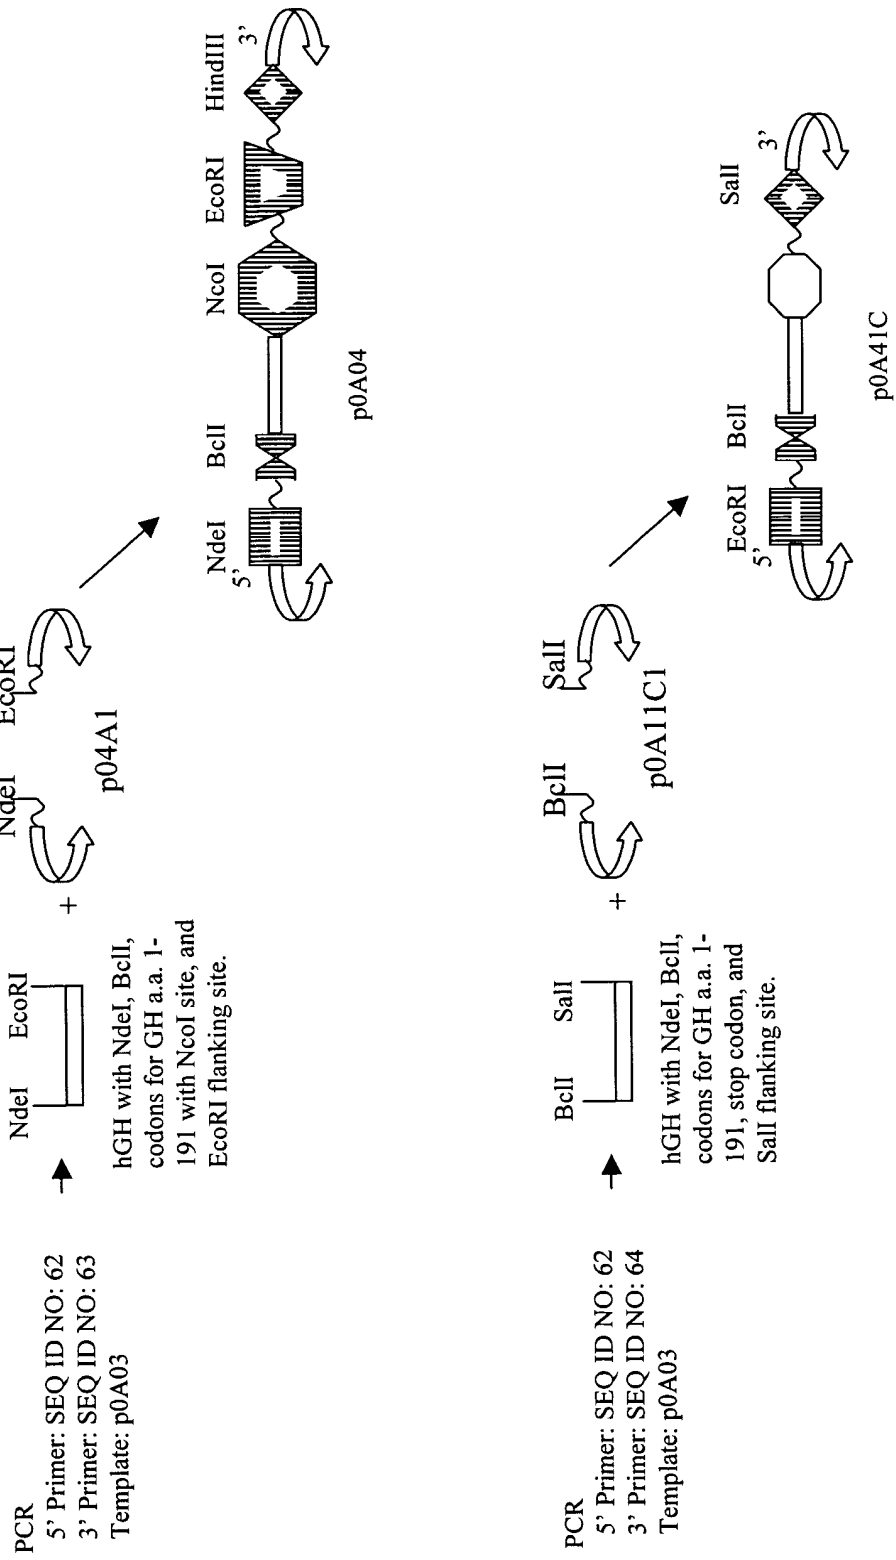 PCR
5' Primer: SEQ ID NO: 62
3' Primer: SEQ ID NO: 63
Template: p0A03
NdeI EcoRI
hGH with NdeI, BclI,
codons for GH a.a. 1-
191 with NcoI site, and
EcoRI flanking site.
+
NdeI EcoRI
p04A1
5' NdeI BclI NcoI EcoRI HindIII 3'
p0A04
PCR
5' Primer: SEQ ID NO: 62
3' Primer: SEQ ID NO: 64
Template: p0A03
BclI SalI
hGH with NdeI, BclI,
codons for GH a.a. 1-
191, stop codon, and
SalI flanking site.
+
BclI SalI
p0A11C1
5' EcoRI BclI SalI 3'
p0A41C